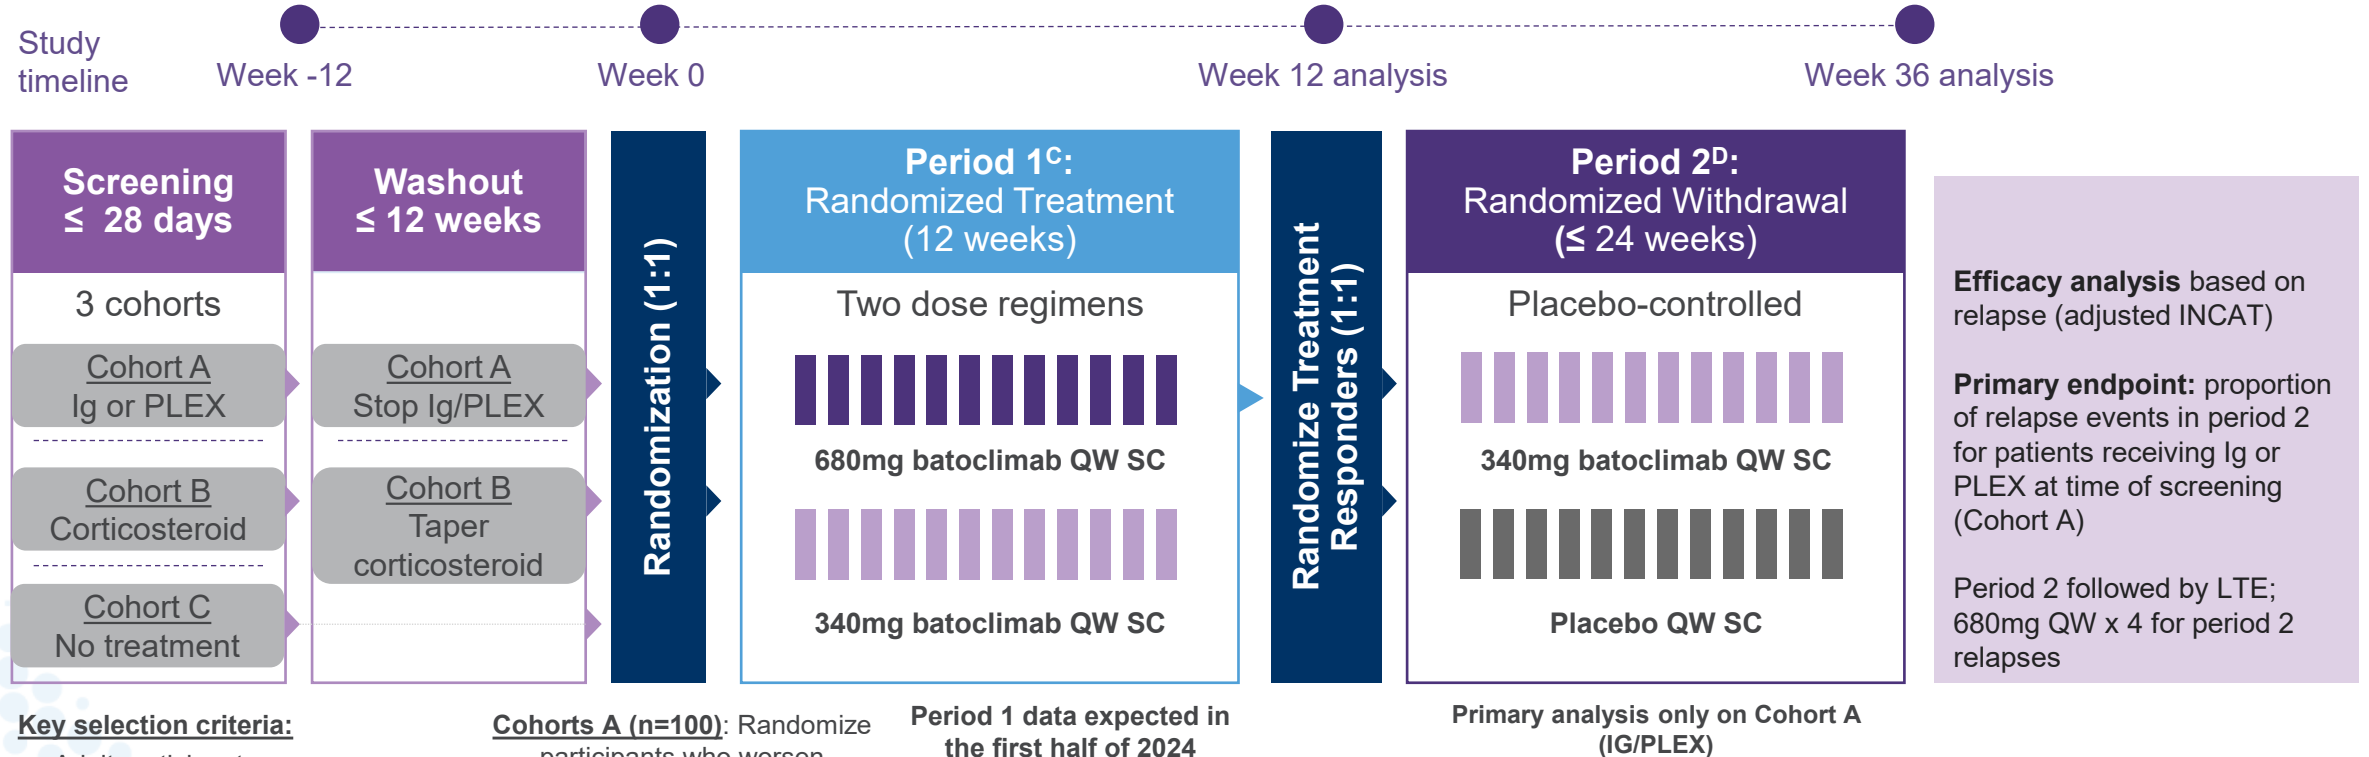 Study
timeline
Week -12
Week 0
Week 12 analysis
Week 36 analysis
Screening
≤ 28 days
3 cohorts
Cohort A
Ig or PLEX
Cohort B
Corticosteroid
Cohort C
No treatment
Washout
≤ 12 weeks
Cohort A
Stop Ig/PLEX
Cohort B
Taper
corticosteroid
Randomization (1:1)
Period 1ᶜ:
Randomized Treatment
(12 weeks)
Two dose regimens
680mg batoclimab QW SC
340mg batoclimab QW SC
Randomize Treatment
Responders (1:1)
Period 2ᴰ:
Randomized Withdrawal
(≤ 24 weeks)
Placebo-controlled
340mg batoclimab QW SC
Placebo QW SC
Efficacy analysis based on
relapse (adjusted INCAT)
Primary endpoint: proportion
of relapse events in period 2
for patients receiving Ig or
PLEX at time of screening
(Cohort A)
Period 2 followed by LTE;
680mg QW x 4 for period 2
relapses
Key selection criteria:
Cohorts A (n=100): Randomize
participants who worsen
Period 1 data expected in
the first half of 2024
Primary analysis only on Cohort A
(IG/PLEX)